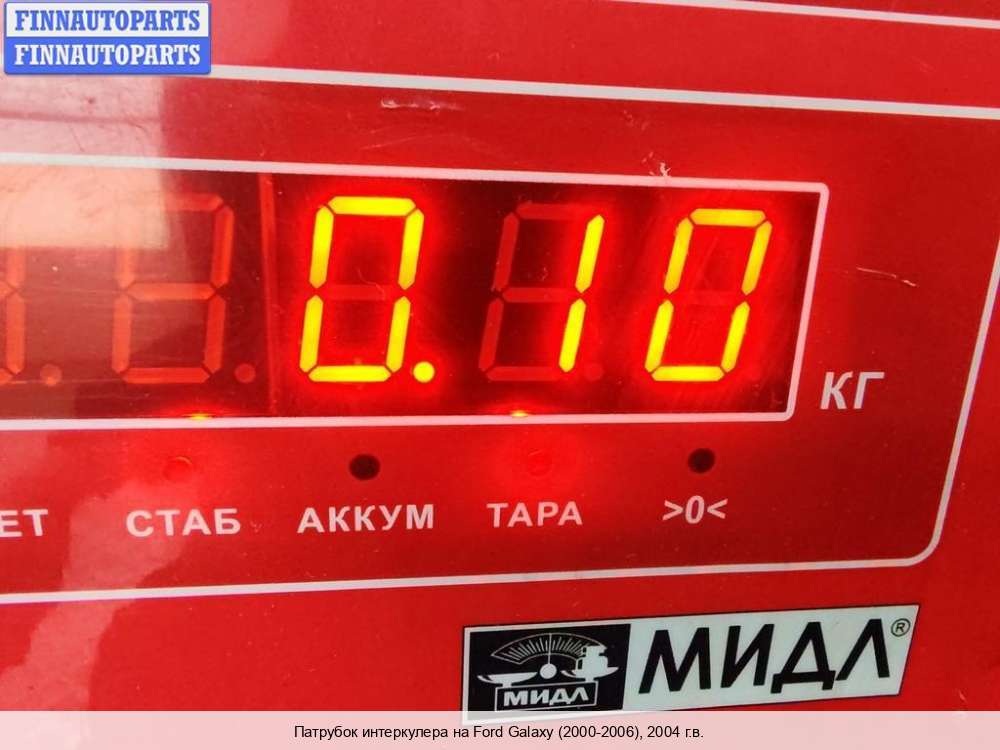 FINNAUTOPARTS
FINNAUTOPARTS
0.10
КГ
ЕТ СТАБ АККУМ ТАРА >0<
МИДЛ МИДЛ®
Патрубок интеркулера на Ford Galaxy (2000-2006), 2004 г.в.